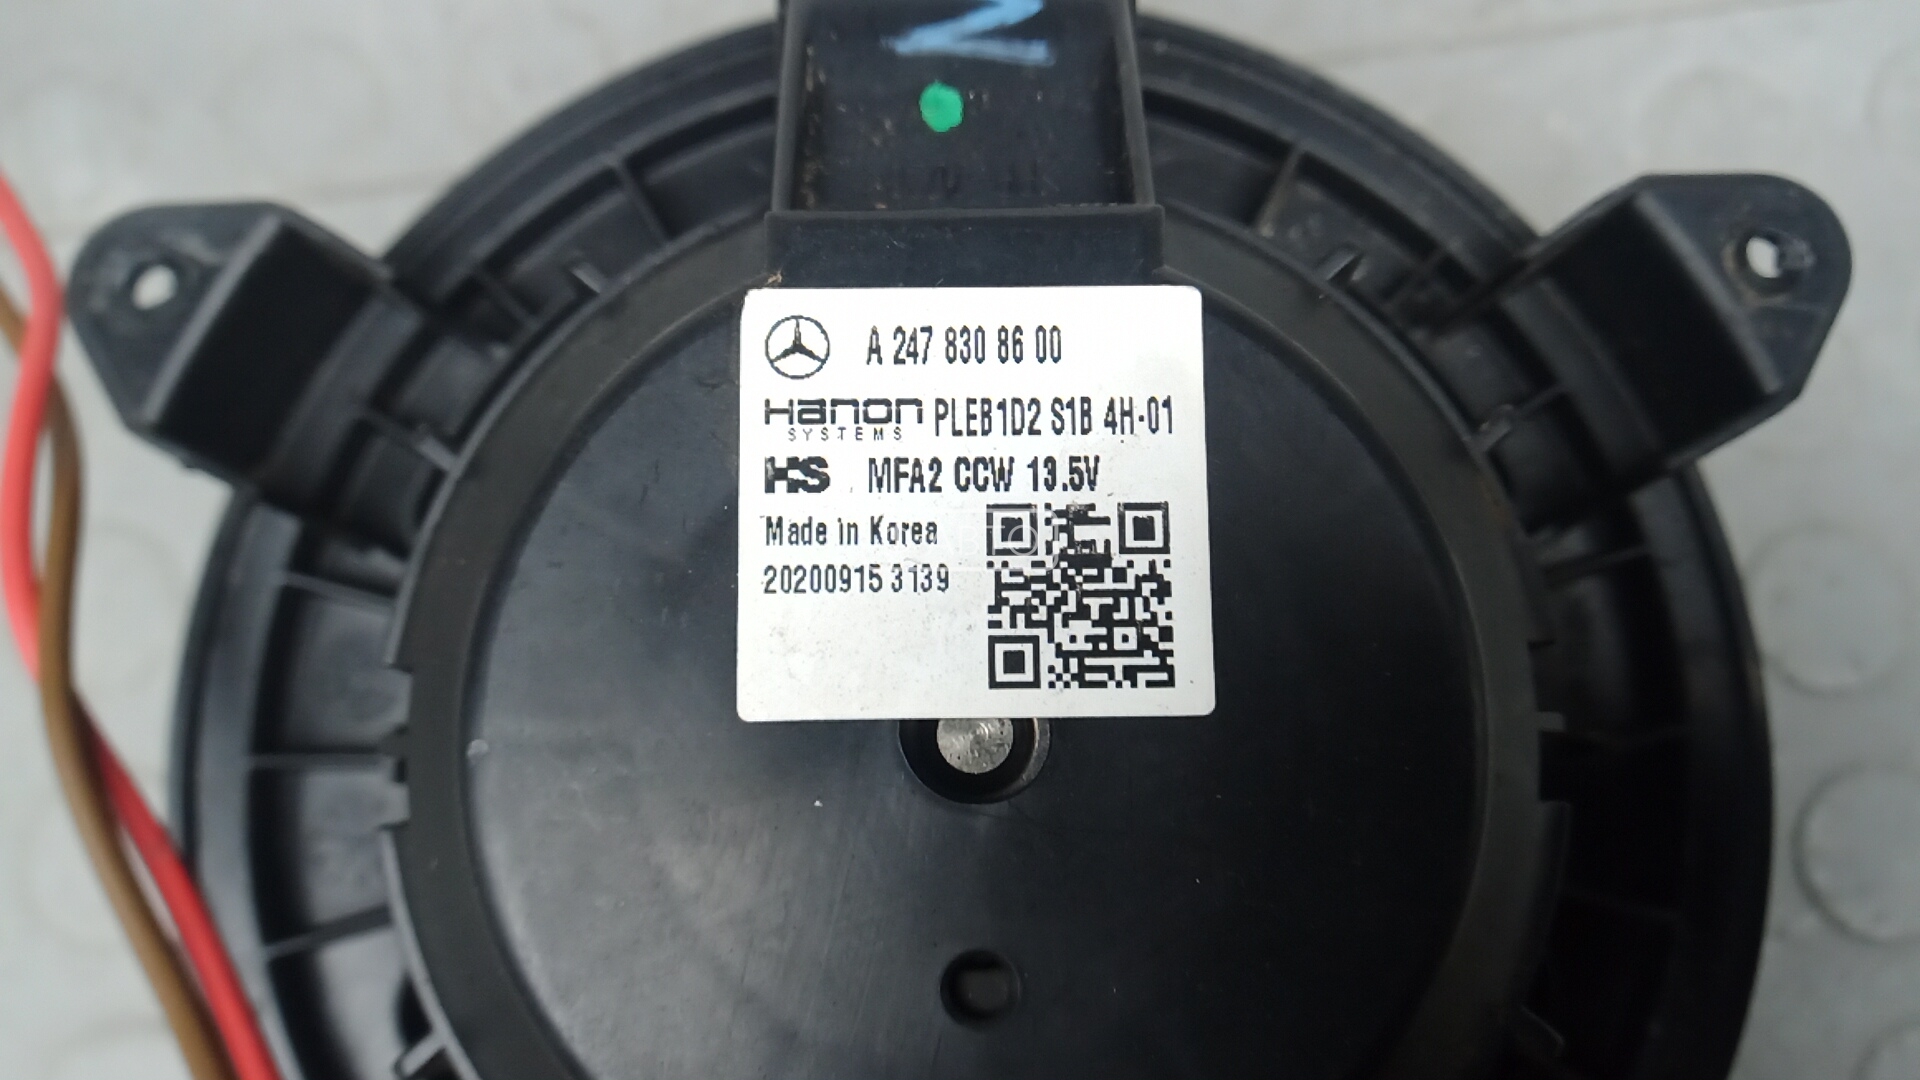 A 247 830 86 00
Hanon SYSTEMS PLEB1D2 S1B 4H-01
HS MFA2 CCW 13.5V
Made in Korea
20200915 3139